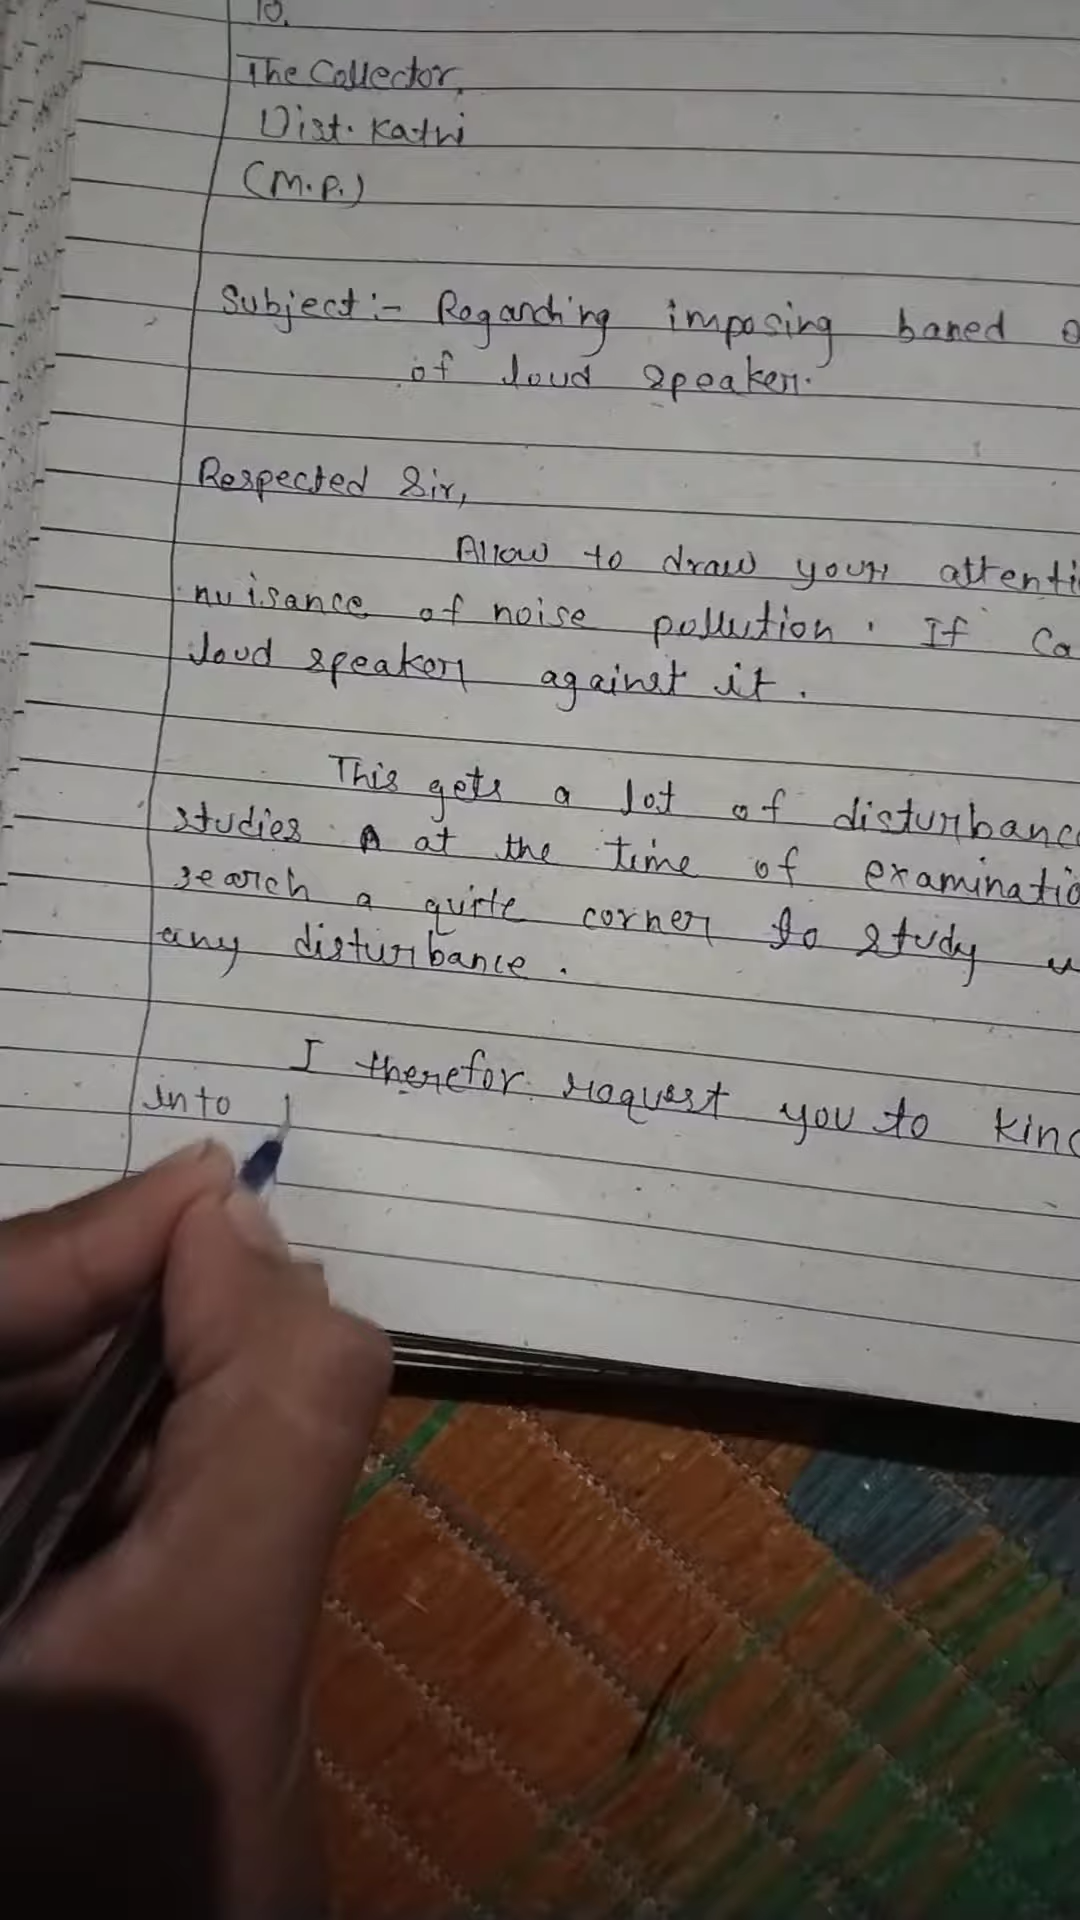 To,
The Collector,
Dist. Katni
(M.P.)
Subject:- Regarding imposing baned
of loud speaker.
Respected Sir,
Allow to draw your attenti
nuisance of noise pollution. If Ca
loud speaker against it.
This gets a lot of disturbanc
studies at the time of examinatio
search a quite corner to study
any disturbance.
I therefor request you to kind
into